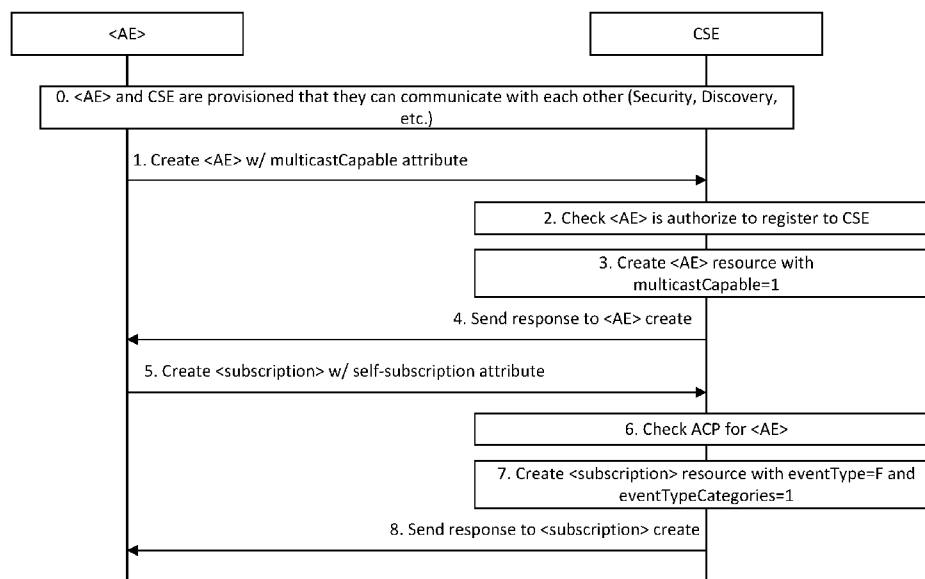 <AE>
CSE
0. <AE> and CSE are provisioned that they can communicate with each other (Security, Discovery,
etc.)
1. Create <AE> w/ multicastCapable attribute
2. Check <AE> is authorize to register to CSE
3. Create <AE> resource with
multicastCapable=1
4. Send response to <AE> create
5. Create <subscription> w/ self-subscription attribute
6. Check ACP for <AE>
7. Create <subscription> resource with eventType=F and
eventTypeCategories=1
8. Send response to <subscription> create